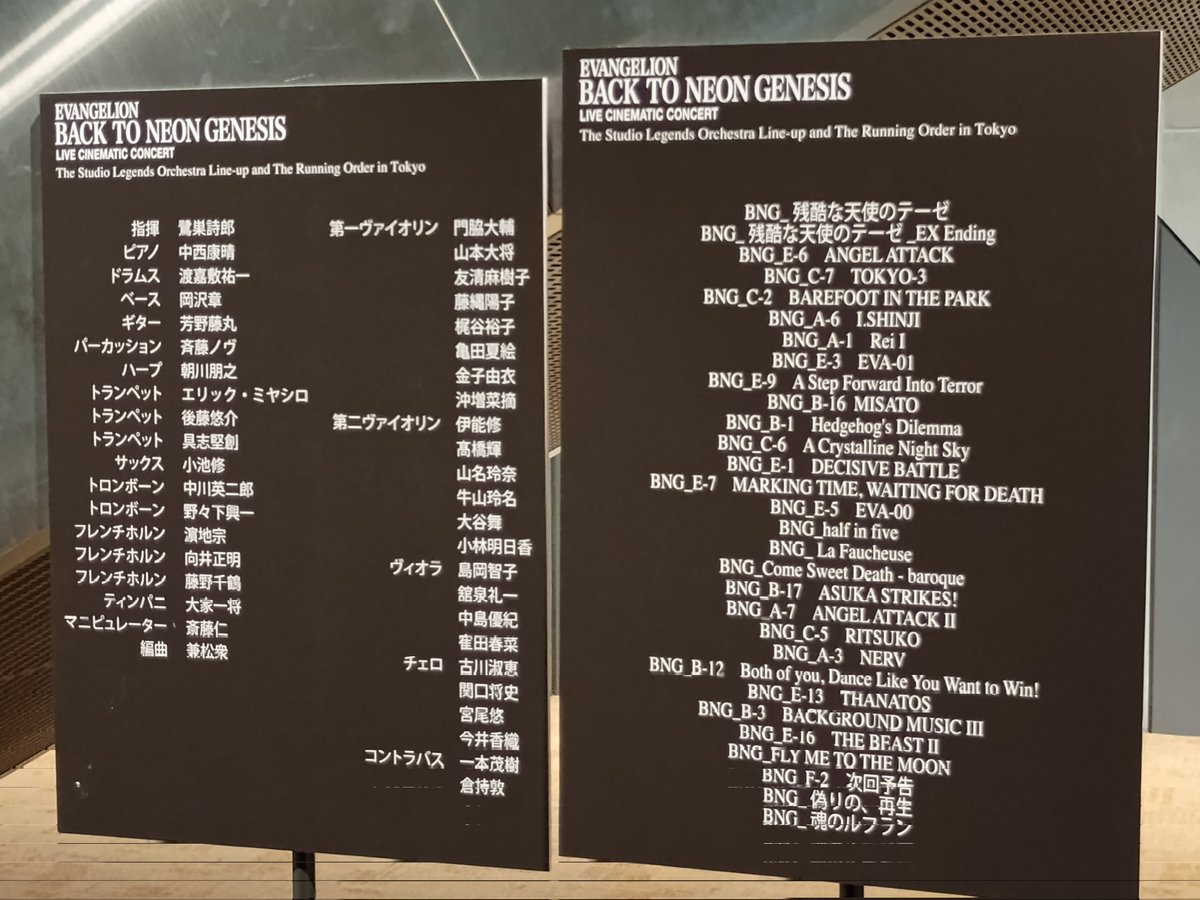 EVANGELION
BACK TO NEON GENESIS
LIVE CINEMATIC CONCERT
The Studio Legends Orchestra Line-up and The Running Order in Tokyo
指揮 鷺巣詩郎
ピアノ 中西康晴
ドラムス 渡嘉敷祐一
ベース 岡沢章
ギター 芳野藤丸
パーカッション 斉藤ノヴ
ハープ 朝川朋之
トランペット エリック・ミヤシロ
トランペット 後藤悠介
トランペット 具志堅創
サックス 小池修
トロンボーン 中川英二郎
トロンボーン 野々下興一
フレンチホルン 濵地宗
フレンチホルン 向井正明
フレンチホルン 藤野千鶴
ティンパニ 大家一将
マニピュレーター 斎藤仁
編曲 兼松衆
第一ヴァイオリン 門脇大輔
山本大将
友清麻樹子
藤縄陽子
梶谷裕子
亀田夏絵
金子由衣
沖増菜摘
第二ヴァイオリン 伊能修
髙橋輝
山名玲奈
牛山玲名
大谷舞
小林明日香
ヴィオラ 島岡智子
舘泉礼一
中島優紀
崔田春菜
チェロ 古川淑恵
関口将史
宮尾悠
今井香織
コントラバス 一本茂樹
倉持敦
EVANGELION
BACK TO NEON GENESIS
LIVE CINEMATIC CONCERT
The Studio Legends Orchestra Line-up and The Running Order in Tokyo
BNG_ 残酷な天使のテーゼ
BNG_ 残酷な天使のテーゼ _EX Ending
BNG_E-6 ANGEL ATTACK
BNG_C-7 TOKYO-3
BNG_C-2 BAREFOOT IN THE PARK
BNG_A-6 I.SHINJI
BNG_A-1 Rei I
BNG_E-3 EVA-01
BNG_E-9 A Step Forward Into Terror
BNG_B-16 MISATO
BNG_B-1 Hedgehog's Dilemma
BNG_C-6 A Crystalline Night Sky
BNG_E-1 DECISIVE BATTLE
BNG_E-7 MARKING TIME, WAITING FOR DEATH
BNG_E-5 EVA-00
BNG_half in five
BNG_ La Faucheuse
BNG_Come Sweet Death - baroque
BNG_B-17 ASUKA STRIKES!
BNG_A-7 ANGEL ATTACK II
BNG_C-5 RITSUKO
BNG_A-3 NERV
BNG_B-12 Both of you, Dance Like You Want to Win!
BNG_E-13 THANATOS
BNG_B-3 BACKGROUND MUSIC III
BNG_E-16 THE BEAST II
BNG_FLY ME TO THE MOON
BNG_F-2 次回予告
BNG_ 偽りの、再生
BNG_ 魂のルフラン